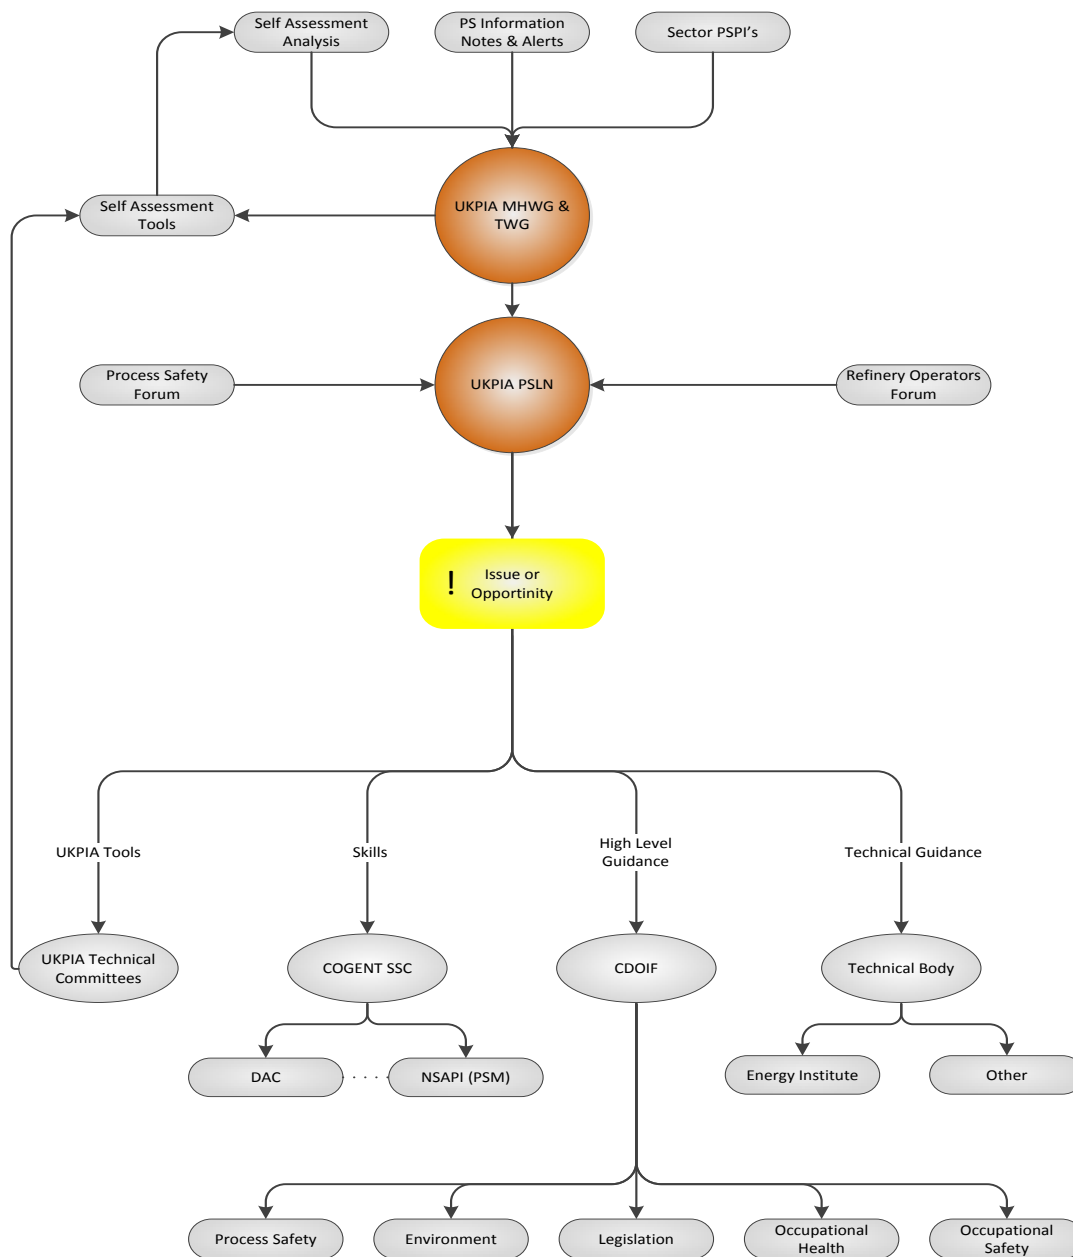 Self Assessment
Analysis
PS Information
Notes & Alerts
Sector PSPI's
Self Assessment
Tools
UKPIA MHWG &
TWG
Process Safety
Forum
UKPIA PSLN
Refinery Operators
Forum
! Issue or
Opportinity
UKPIA Tools
Skills
High Level
Guidance
Technical Guidance
UKPIA Technical
Committees
COGENT SSC
CDOIF
Technical Body
DAC
NSAPI (PSM)
Energy Institute
Other
Process Safety
Environment
Legislation
Occupational
Health
Occupational
Safety